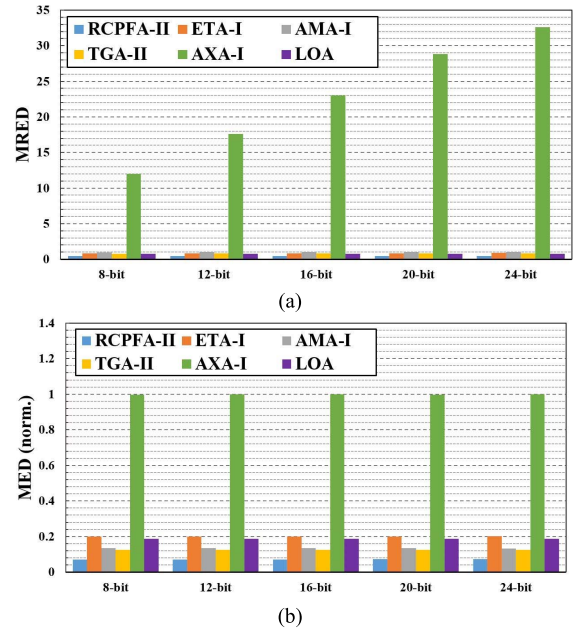 35
30
25
20
15
10
5
0
MRED
RCPFA-II ETA-I AMA-I
TGA-II AXA-I LOA
8-bit 12-bit 16-bit 20-bit 24-bit
(a)
1.4
1.2
1
0.8
0.6
0.4
0.2
0
MED (norm.)
RCPFA-II ETA-I AMA-I
TGA-II AXA-I LOA
8-bit 12-bit 16-bit 20-bit 24-bit
(b)